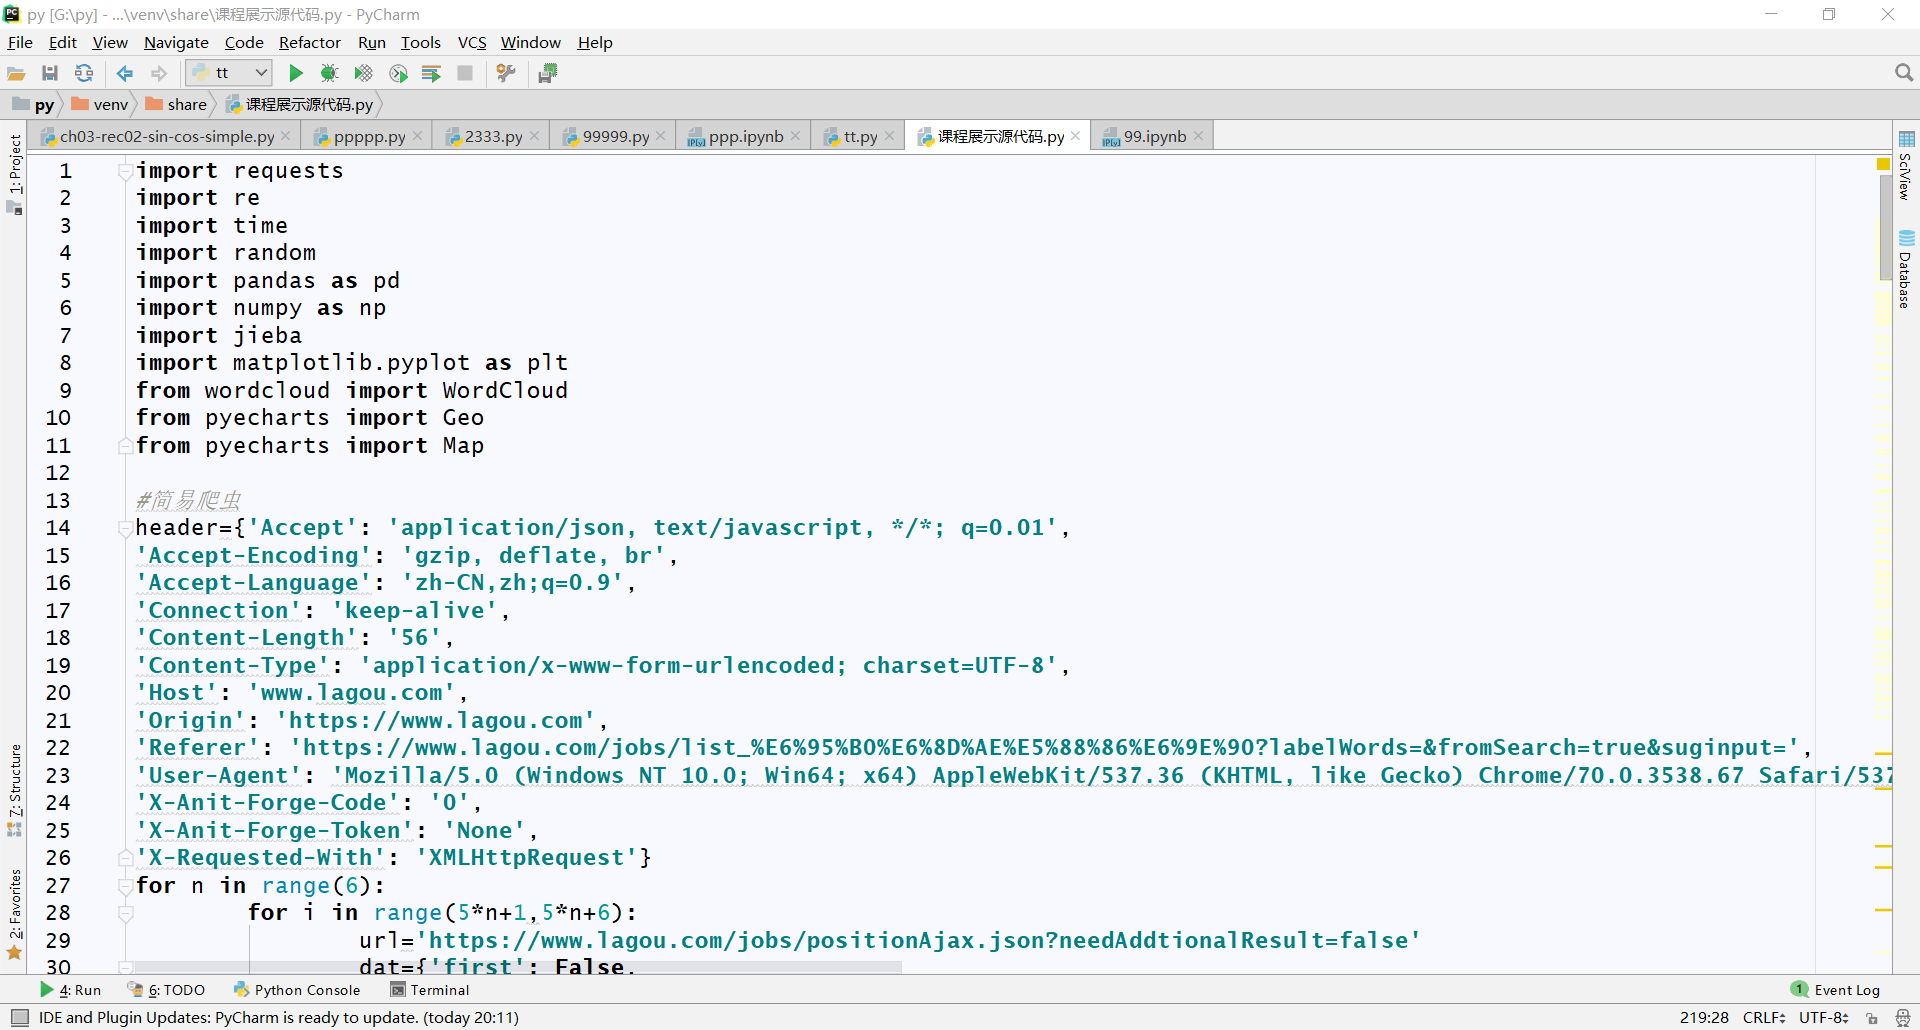 py [G:\py] - ...\venv\share\课程展示源代码.py - PyCharm
File Edit View Navigate Code Refactor Run Tools VCS Window Help
tt
py venv share 课程展示源代码.py
ch03-rec02-sin-cos-simple.py ppppp.py 2333.py 99999.py ppp.ipynb tt.py 课程展示源代码.py 99.ipynb
1: Project
7: Structure
2: Favorites
SciView
Database
1 import requests
2 import re
3 import time
4 import random
5 import pandas as pd
6 import numpy as np
7 import jieba
8 import matplotlib.pyplot as plt
9 from wordcloud import WordCloud
10 from pyecharts import Geo
11 from pyecharts import Map
12
13 #简易爬虫
14 header={'Accept': 'application/json, text/javascript, */*; q=0.01',
15 'Accept-Encoding': 'gzip, deflate, br',
16 'Accept-Language': 'zh-CN,zh;q=0.9',
17 'Connection': 'keep-alive',
18 'Content-Length': '56',
19 'Content-Type': 'application/x-www-form-urlencoded; charset=UTF-8',
20 'Host': 'www.lagou.com',
21 'Origin': 'https://www.lagou.com',
22 'Referer': 'https://www.lagou.com/jobs/list_%E6%95%B0%E6%8D%AE%E5%88%86%E6%9E%90?labelWords=&fromSearch=true&suginput=',
23 'User-Agent': 'Mozilla/5.0 (Windows NT 10.0; Win64; x64) AppleWebKit/537.36 (KHTML, like Gecko) Chrome/70.0.3538.67 Safari/537
24 'X-Anit-Forge-Code': '0',
25 'X-Anit-Forge-Token': 'None',
26 'X-Requested-With': 'XMLHttpRequest'}
27 for n in range(6):
28 for i in range(5*n+1,5*n+6):
29 url='https://www.lagou.com/jobs/positionAjax.json?needAddtionalResult=false'
30 dat={'first': False,
4: Run 6: TODO Python Console Terminal 1 Event Log
IDE and Plugin Updates: PyCharm is ready to update. (today 20:11) 219:28 CRLF UTF-8